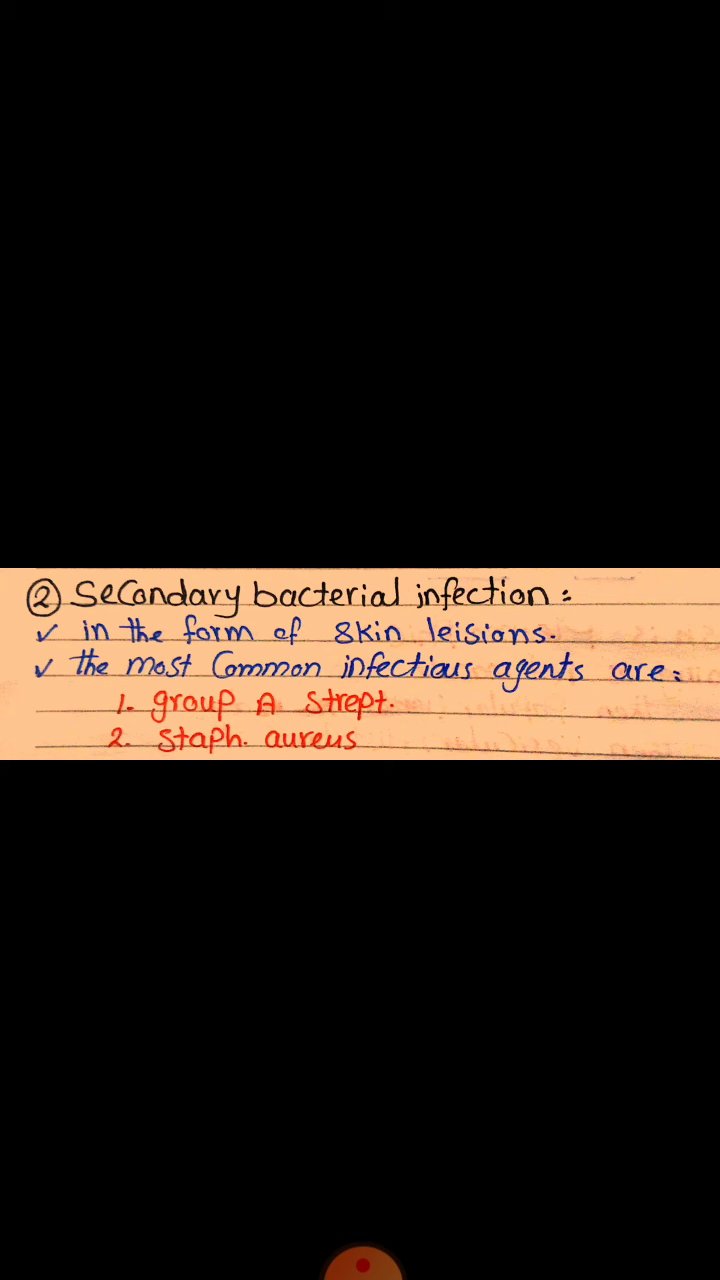 ② Secondary bacterial infection :
✓ in the form of skin leisions.
✓ the most Common infectious agents are :
1. group A Strept.
2. Staph. aureus